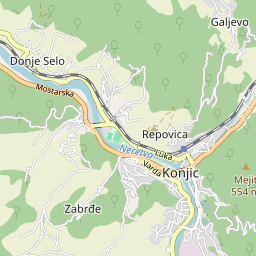 Galjevo
Donje Selo
Mostarska
Repovica
Neretva
Luka
Varda
Konjic
Mejit
554 m
Zabrđe